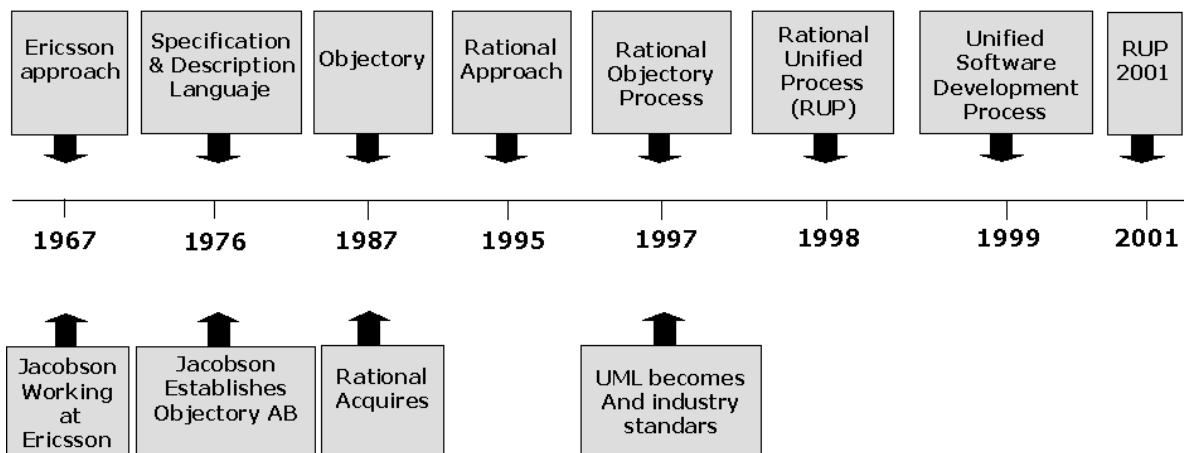 Ericsson
approach
Specification
& Description
Languaje
Objectory
Rational
Approach
Rational
Objectory
Process
Rational
Unified
Process
(RUP)
Unified
Software
Development
Process
RUP
2001
1967
1976
1987
1995
1997
1998
1999
2001
Jacobson
Working
at
Ericsson
Jacobson
Establishes
Objectory AB
Rational
Acquires
UML becomes
And industry
standars